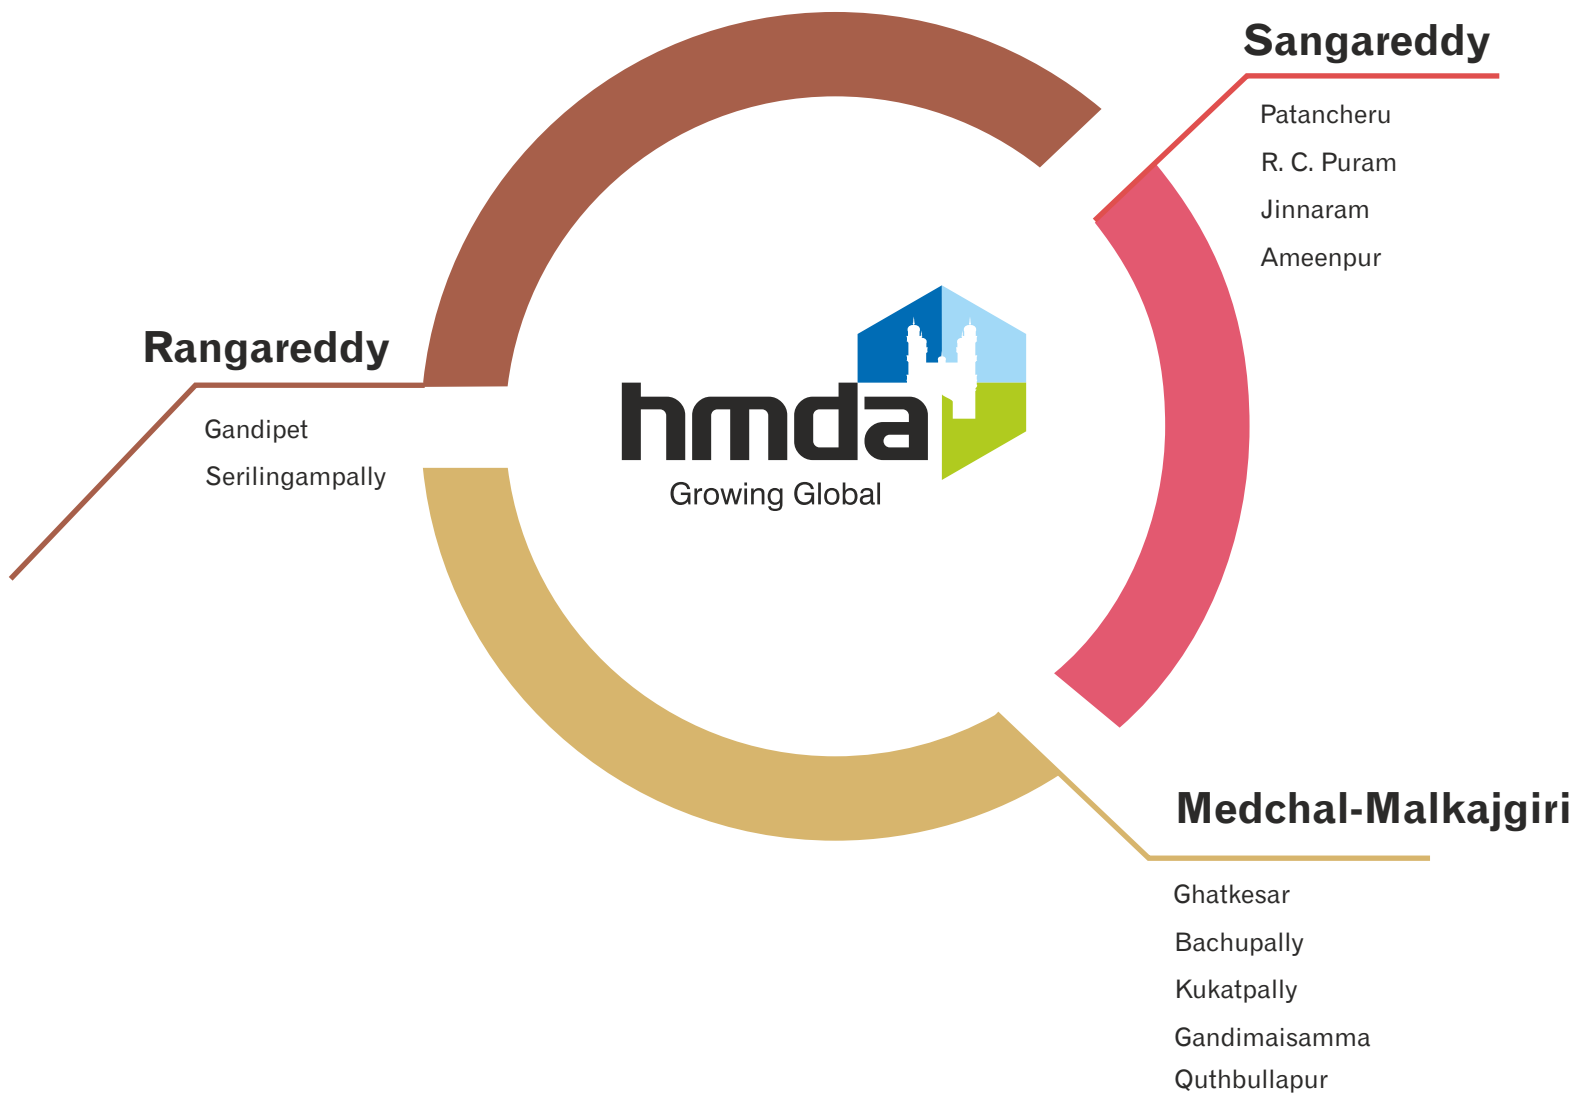 Sangareddy
Patancheru
R. C. Puram
Jinnaram
Ameenpur
Rangareddy
Gandipet
Serilingampally
hmda
Growing Global
Medchal-Malkajgiri
Ghatkesar
Bachupally
Kukatpally
Gandimaisamma
Quthbullapur